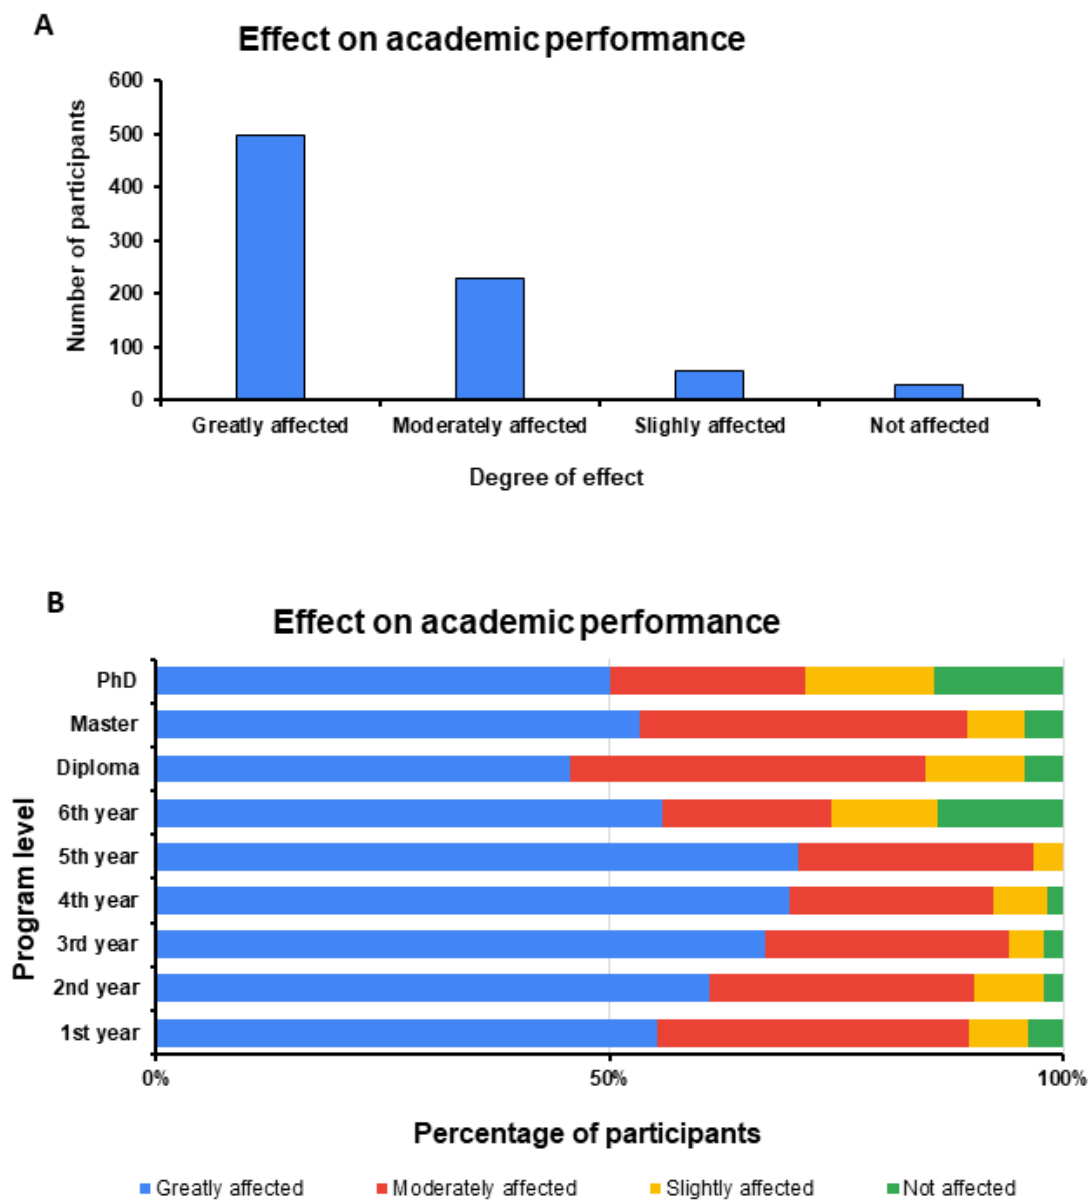 A
Effect on academic performance
600
500
400
300
200
100
0
Number of participants
Greatly affected
Moderately affected
Slighly affected
Not affected
Degree of effect
B
Effect on academic performance
PhD
Master
Diploma
6th year
5th year
4th year
3rd year
2nd year
1st year
Program level
0%
50%
100%
Percentage of participants
Greatly affected
Moderately affected
Slightly affected
Not affected